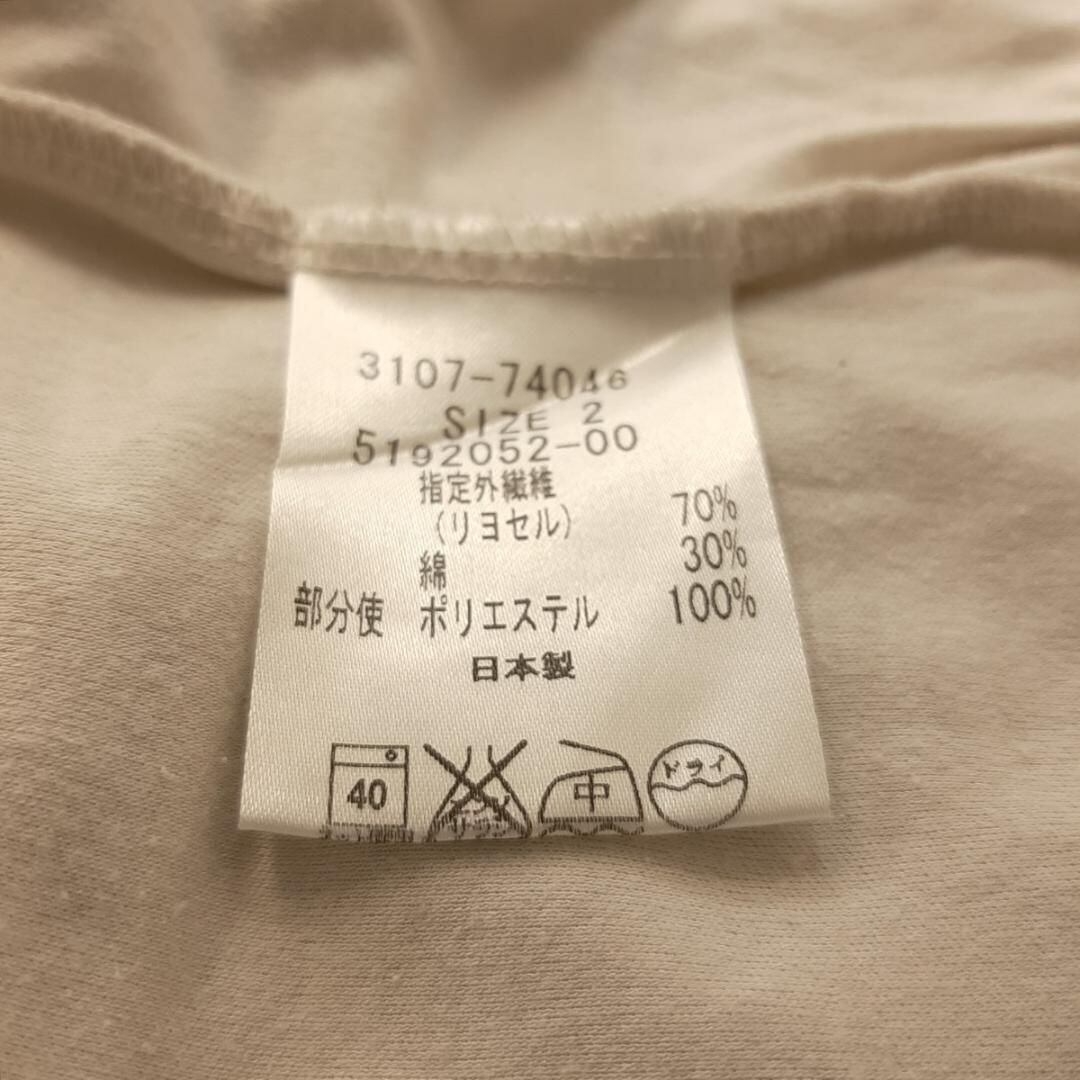 3107-74046
SIZE 2
5192052-00
指定外繊維
(リヨセル) 70%
綿 30%
部分使 ポリエステル 100%
日本製
40 中 ドライ